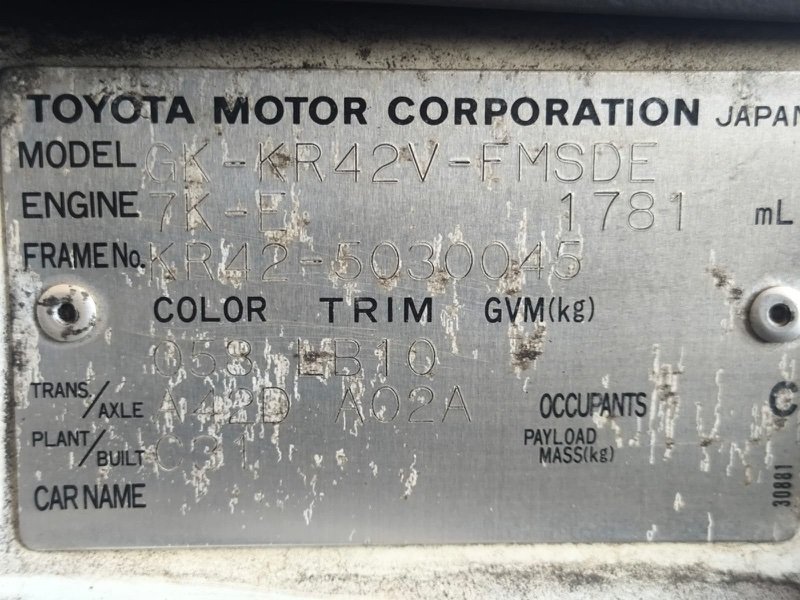 TOYOTA MOTOR CORPORATION JAPAN
MODEL GK-KR42V-FMSDE
ENGINE 7K-E 1781 mL
FRAME No. KR42-5030045
COLOR TRIM GVM(kg)
058 LB10
TRANS/AXLE A42D A02A OCCUPANTS C
PLANT/BUILT C31 PAYLOAD MASS(kg)
CAR NAME
30881